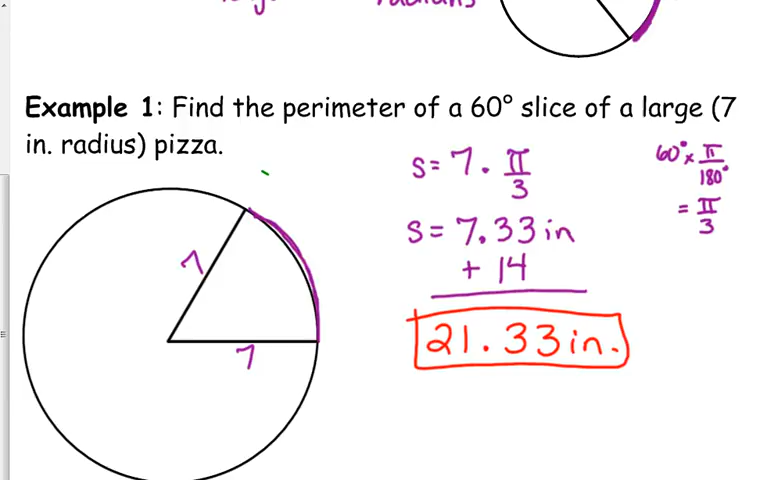 radians
Example 1: Find the perimeter of a 60° slice of a large (7
in. radius) pizza.
s = 7 · π/3
60° × π/180°
= π/3
s = 7.33 in
+ 14
21.33 in.
7
7